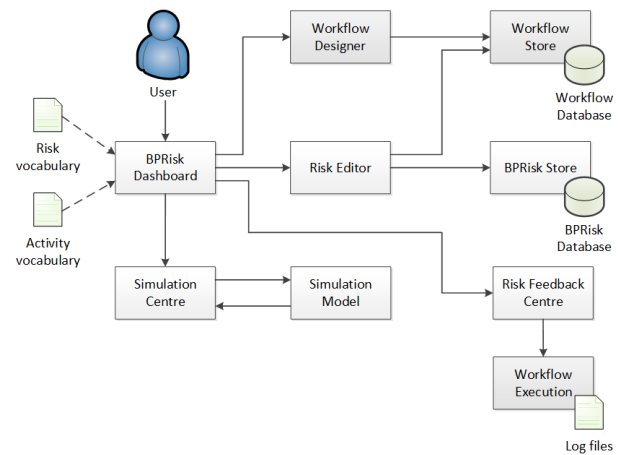 Workflow
Designer
Workflow
Store
User
Workflow
Database
Risk
vocabulary
BPRisk
Dashboard
Risk Editor
BPRisk Store
Activity
vocabulary
BPRisk
Database
Simulation
Centre
Simulation
Model
Risk Feedback
Centre
Workflow
Execution
Log files